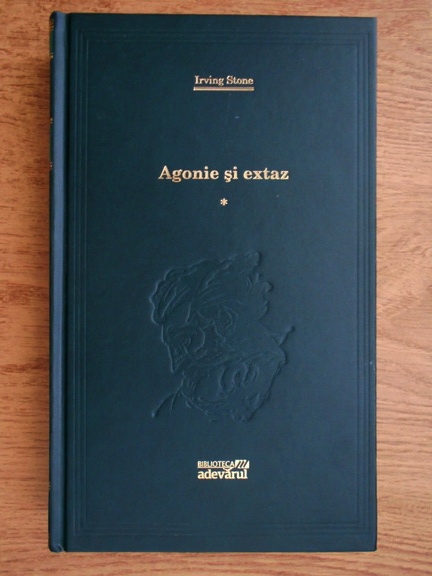 Irving Stone
Agonie şi extaz
*
BIBLIOTECA
adevărul